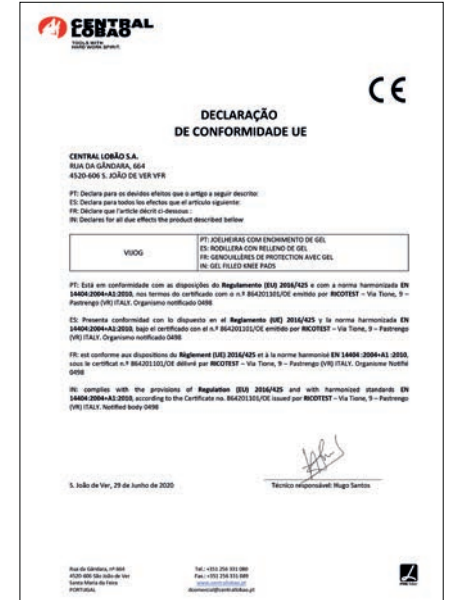 CENTRAL
LOBAO
TOOLS WITH
HARD WORK SPIRIT.
CE
DECLARAÇÃO
DE CONFORMIDADE UE
CENTRAL LOBÃO S.A.
RUA DA GÂNDARA, 664
4520-606 S. JOÃO DE VER VFR
PT: Declara para os devidos efeitos que o artigo a seguir descrito:
ES: Declara para todos los efectos que el artículo siguiente:
FR: Déclare que l'article décrit ci-dessous :
IN: Declares for all due effects the product described below
VIJOG
PT: JOELHEIRAS COM ENCHIMENTO DE GEL
ES: RODILLERA CON RELLENO DE GEL
FR: GENOUILLÈRES DE PROTECTION AVEC GEL
IN: GEL FILLED KNEE PADS
PT: Está em conformidade com as disposições do Regulamento (EU) 2016/425 e com a norma harmonizada EN
14404:2004+A1:2010, nos termos do certificado com o n.º 864201101/OE emitido por RICOTEST – Via Tione, 9 –
Pastrengo (VR) ITALY. Organismo notificado 0498
ES: Presenta conformidad con lo dispuesto en el Reglamento (UE) 2016/425 y la norma harmonizada EN
14404:2004+A1:2010, bajo el certificado con el n.º 864201101/OE emitido por RICOTEST – Via Tione, 9 – Pastrengo
(VR) ITALY. Organismo notificado 0498
FR: est conforme aux dispositions du Règlement (UE) 2016/425 et à la norme harmonisé EN 14404 :2004+A1 :2010,
sous le certificat n.º 864201101/OE délivré par RICOTEST – Via Tione, 9 – Pastrengo (VR) ITALY. Organisme Notifié
0498
IN: complies with the provisions of Regulation (EU) 2016/425 and with harmonized standards EN
14404:2004+A1:2010, according to the Certificate no. 864201101/OE issued por RICOTEST – Via Tione, 9 – Pastrengo
(VR) ITALY. Notified body 0498
S. João de Ver, 29 de Junho de 2020
Técnico responsável: Hugo Santos
Rua da Gândara, nº 664
4520-606 São João de Ver
Santa Maria da Feira
PORTUGAL
Tel.: +351 256 331 080
Fax.: +351 256 331 089
www.centrallobao.pt
dcomercial@centrallobao.pt